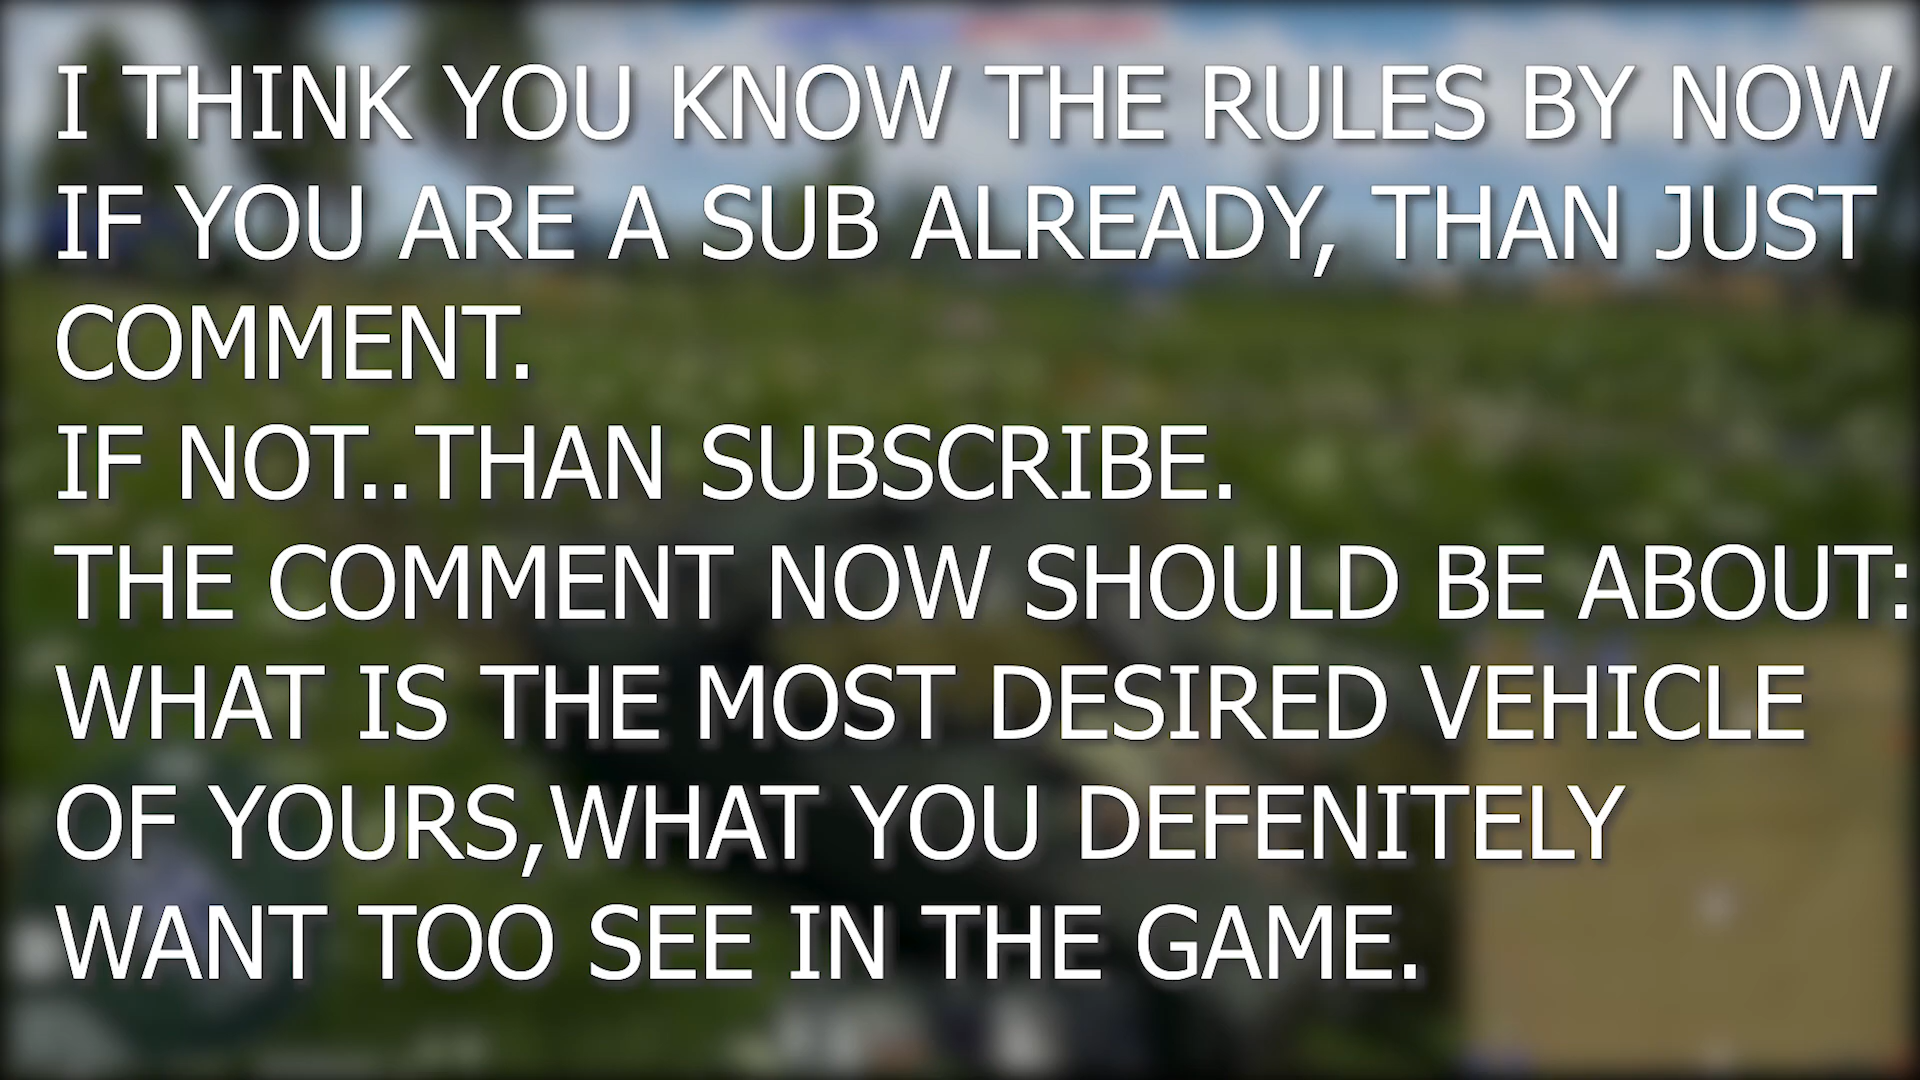 I THINK YOU KNOW THE RULES BY NOW
IF YOU ARE A SUB ALREADY, THAN JUST
COMMENT.
IF NOT..THAN SUBSCRIBE.
THE COMMENT NOW SHOULD BE ABOUT:
WHAT IS THE MOST DESIRED VEHICLE
OF YOURS,WHAT YOU DEFENITELY
WANT TOO SEE IN THE GAME.